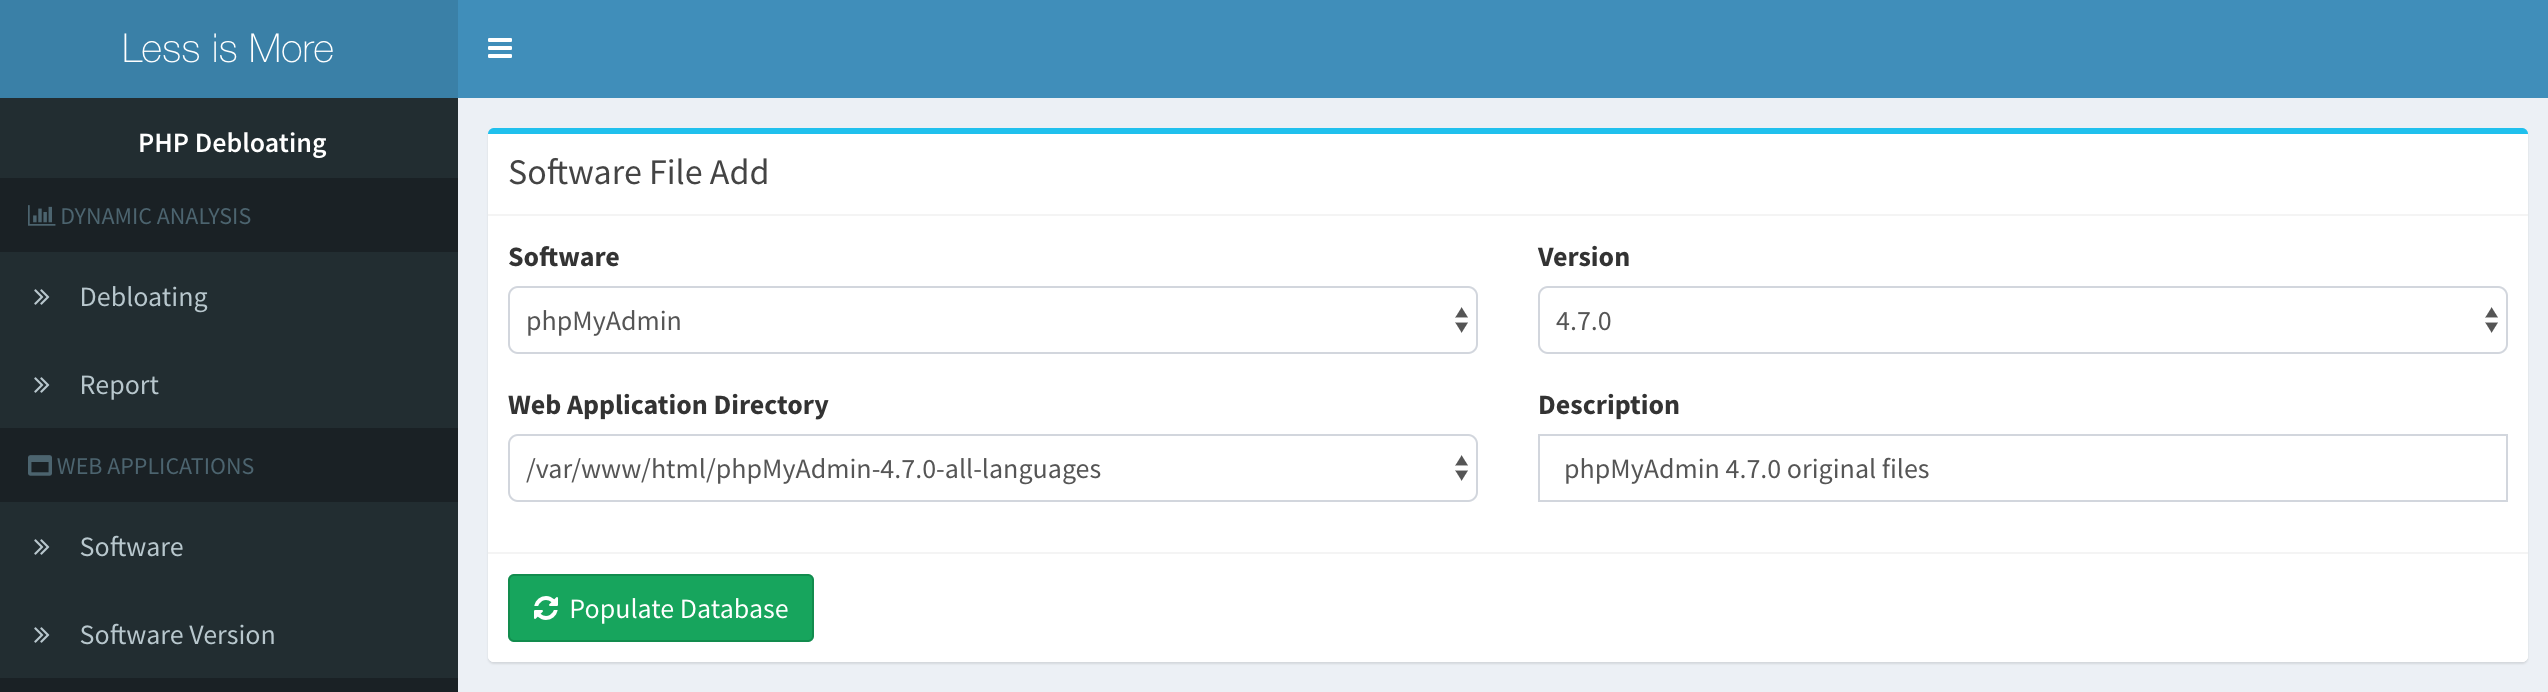 Less is More
PHP Debloating
DYNAMIC ANALYSIS
Debloating
Report
WEB APPLICATIONS
Software
Software Version
Software File Add
Software
Version
phpMyAdmin
4.7.0
Web Application Directory
Description
/var/www/html/phpMyAdmin-4.7.0-all-languages
phpMyAdmin 4.7.0 original files
Populate Database